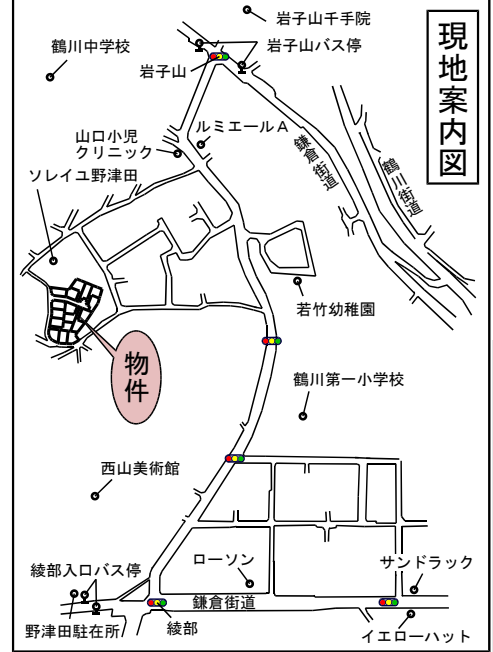 現地案内図
岩子山千手院
鶴川中学校
岩子山バス停
岩子山
ルミエールA
山口小児
クリニック
鎌倉街道
鶴川街道
ソレイユ野津田
若竹幼稚園
物件
鶴川第一小学校
西山美術館
綾部入口バス停
ローソン
サンドラック
鎌倉街道
野津田駐在所
綾部
イエローハット